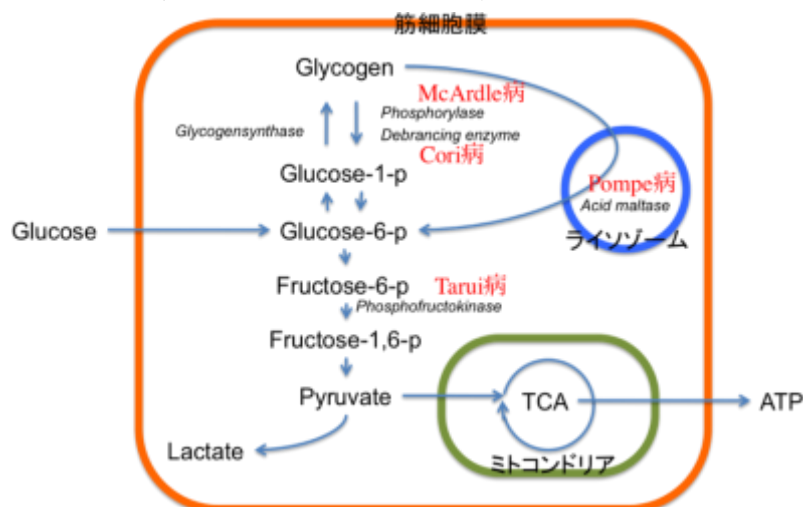 筋細胞膜
Glycogen
McArdle病
Phosphorylase
Glycogensynthase
Debrancing enzyme
Cori病
Glucose-1-p
Pompe病
Acid maltase
Glucose
Glucose-6-p
ライソゾーム
Fructose-6-p
Tarui病
Phosphofructokinase
Fructose-1,6-p
Pyruvate
TCA
ATP
Lactate
ミトコンドリア